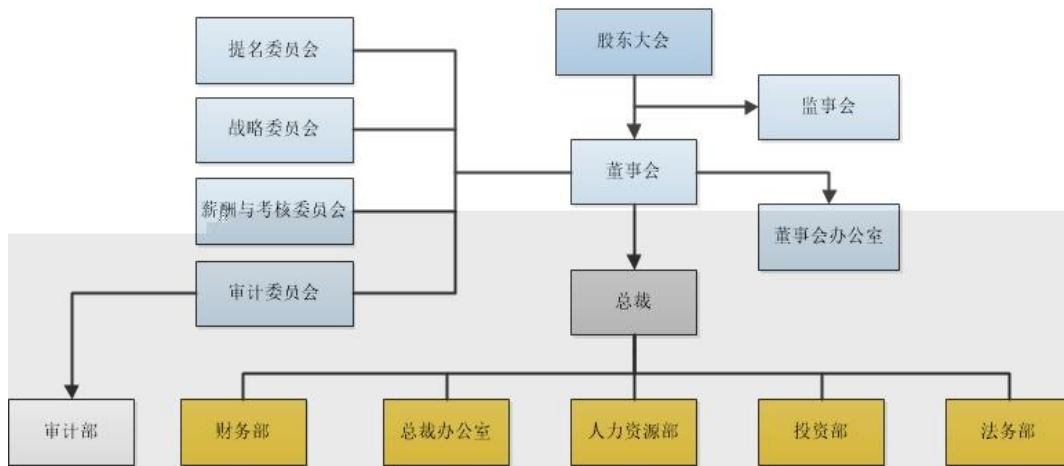 提名委员会
股东大会
战略委员会
监事会
董事会
薪酬与考核委员会
董事会办公室
审计委员会
总裁
审计部
财务部
总裁办公室
人力资源部
投资部
法务部